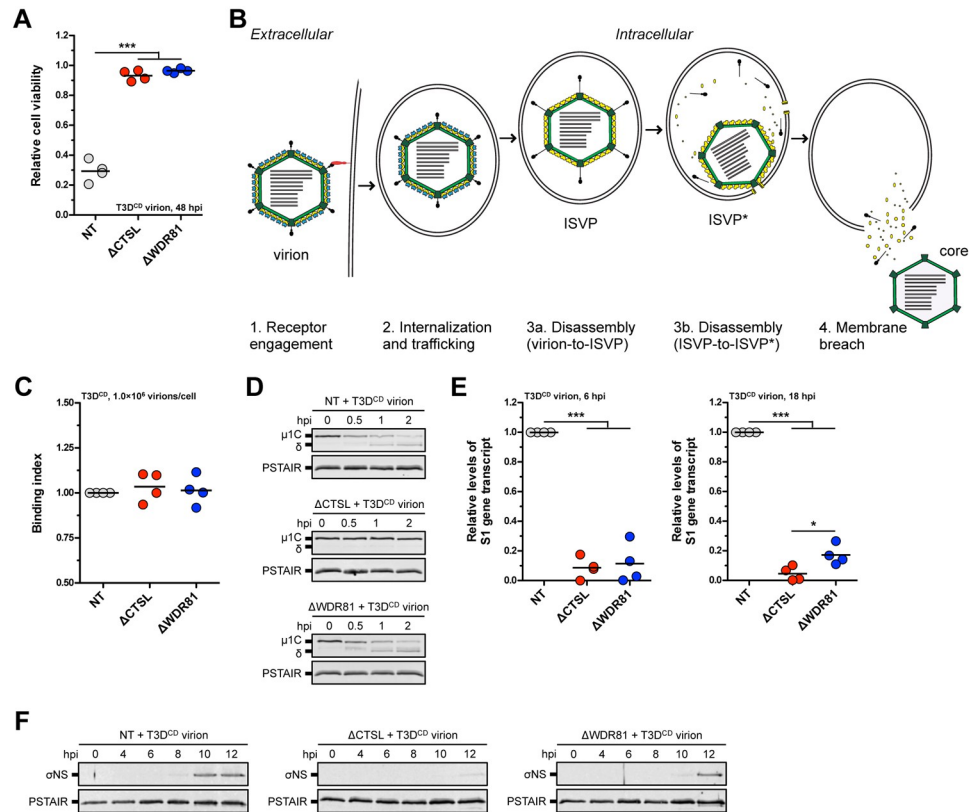 A
Relative cell viability
1.2
1.0
0.8
0.6
0.4
0.2
0.0
***
T3Dᶜᴰ virion, 48 hpi
NT
ΔCTSL
ΔWDR81
B
Extracellular
Intracellular
virion
ISVP
ISVP*
core
1. Receptor
engagement
2. Internalization
and trafficking
3a. Disassembly
(virion-to-ISVP)
3b. Disassembly
(ISVP-to-ISVP*)
4. Membrane
breach
C
T3Dᶜᴰ, 1.0×10⁶ virions/cell
Binding index
1.50
1.25
1.00
0.75
0.50
NT
ΔCTSL
ΔWDR81
D
NT + T3Dᶜᴰ virion
hpi 0 0.5 1 2
µ1C
δ
PSTAIR
ΔCTSL + T3Dᶜᴰ virion
hpi 0 0.5 1 2
µ1C
δ
PSTAIR
ΔWDR81 + T3Dᶜᴰ virion
hpi 0 0.5 1 2
µ1C
δ
PSTAIR
E
T3Dᶜᴰ virion, 6 hpi
Relative levels of
S1 gene transcript
1.2
1.0
0.8
0.6
0.4
0.2
0.0
***
NT
ΔCTSL
ΔWDR81
T3Dᶜᴰ virion, 18 hpi
Relative levels of
S1 gene transcript
1.2
1.0
0.8
0.6
0.4
0.2
0.0
***
*
NT
ΔCTSL
ΔWDR81
F
NT + T3Dᶜᴰ virion
hpi 0 4 6 8 10 12
σNS
PSTAIR
ΔCTSL + T3Dᶜᴰ virion
hpi 0 4 6 8 10 12
σNS
PSTAIR
ΔWDR81 + T3Dᶜᴰ virion
hpi 0 4 6 8 10 12
σNS
PSTAIR